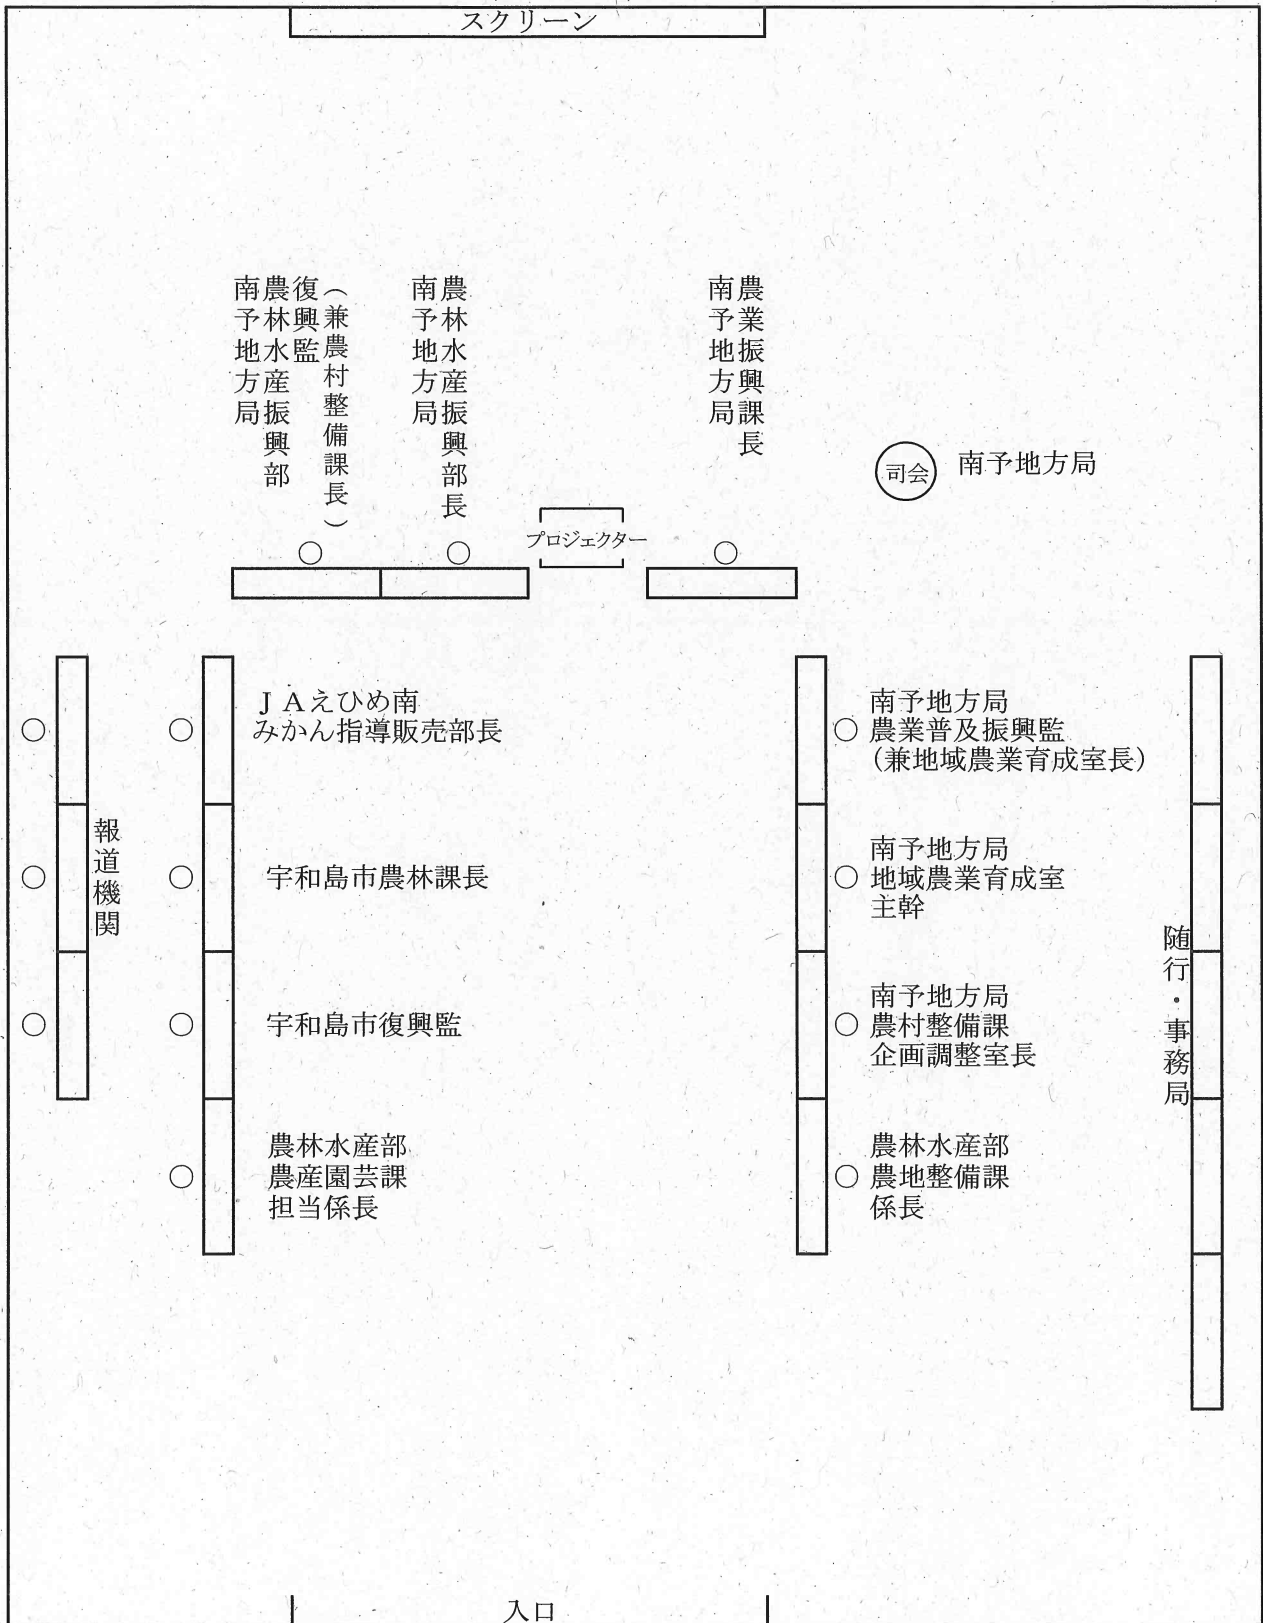 スクリーン
南予地方局
農林水産振興部
復興監
（兼農村整備課長）
南予地方局
農林水産振興部長
南予地方局
農業振興課長
司会
南予地方局
プロジェクター
ＪＡえひめ南
みかん指導販売部長
宇和島市農林課長
宇和島市復興監
農林水産部
農産園芸課
担当係長
報道機関
南予地方局
農業普及振興監
(兼地域農業育成室長)
南予地方局
地域農業育成室
主幹
南予地方局
農村整備課
企画調整室長
農林水産部
農地整備課
係長
随行・事務局
入口